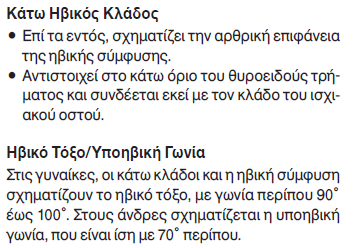 Κάτω Ηβικός Κλάδος
● Επί τα εντός, σχηματίζει την αρθρική επιφάνεια
της ηβικής σύμφυσης.
● Αντιστοιχεί στο κάτω όριο του θυροειδούς τρή-
ματος και συνδέεται εκεί με τον κλάδο του ισχι-
ακού οστού.
Ηβικό Τόξο/Υποηβική Γωνία
Στις γυναίκες, οι κάτω κλάδοι και η ηβική σύμφυση
σχηματίζουν το ηβικό τόξο, με γωνία περίπου 90˚
έως 100˚. Στους άνδρες σχηματίζεται η υποηβική
γωνία, που είναι ίση με 70˚ περίπου.